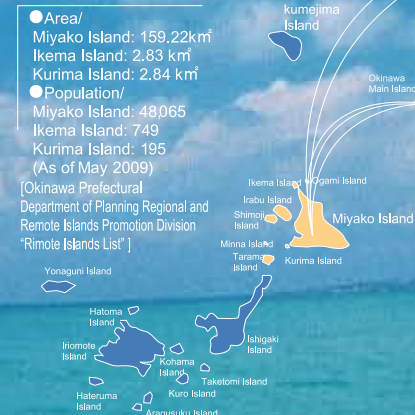 ●Area/
Miyako Island: 159.22k㎡
Ikema Island: 2.83 k㎡
Kurima Island: 2.84 k㎡
●Population/
Miyako Island: 48,065
Ikema Island: 749
Kurima Island: 195
(As of May 2009)
[Okinawa Prefectural
Department of Planning Regional and
Remote Islands Promotion Division
"Rimote Islands List" ]
kumejima
Island
Okinawa
Main Island
Ikema Island
Ogami Island
Irabu Island
Shimoji
Island
Miyako Island
Minna Island
Tarama
Island
Kurima Island
Yonaguni Island
Hatoma
Island
Iriomote
Island
Ishigaki
Island
Kohama
Island
Taketomi Island
Kuro Island
Hateruma
Island
Aragusuku Island